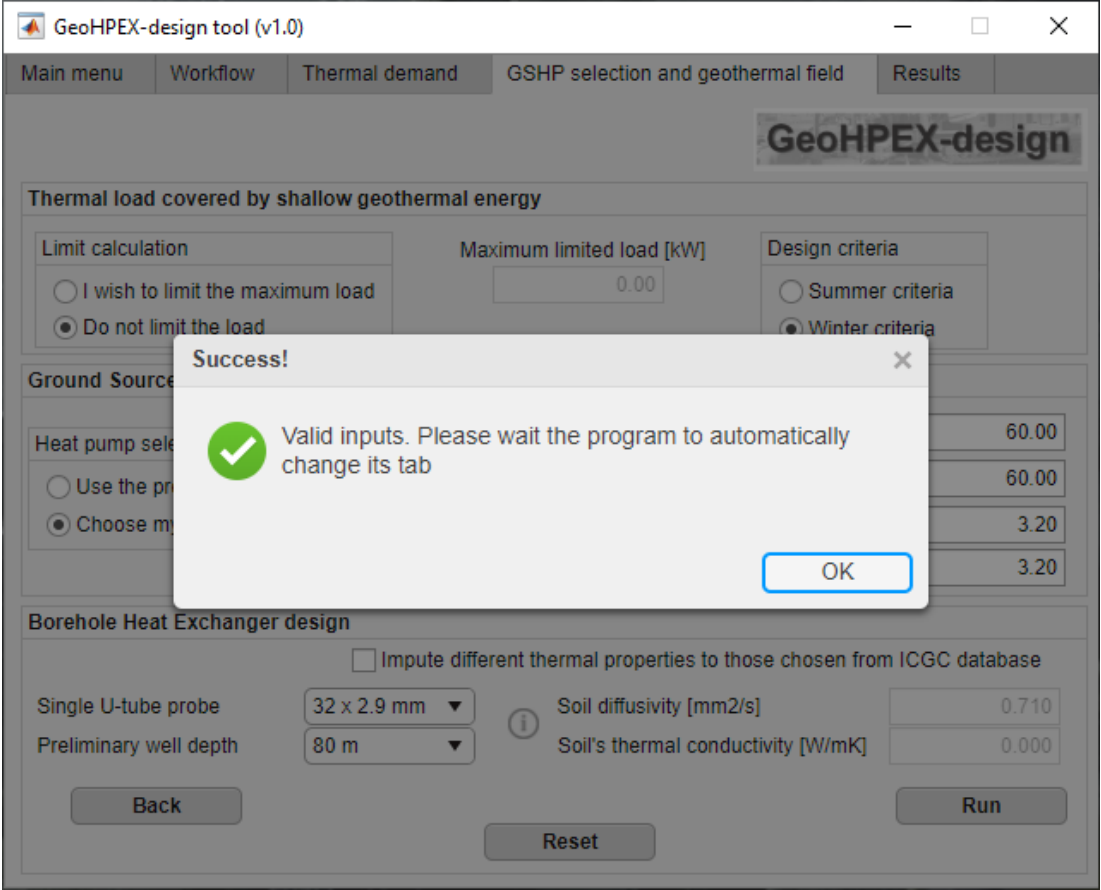 GeoHPEX-design tool (v1.0)
Main menu
Workflow
Thermal demand
GSHP selection and geothermal field
Results
GeoHPEX-design
Thermal load covered by shallow geothermal energy
Limit calculation
I wish to limit the maximum load
Do not limit the load
Maximum limited load [kW]
0.00
Design criteria
Summer criteria
Winter criteria
Ground Source
Heat pump sele
Use the pr
Choose my
60.00
60.00
3.20
3.20
Success!
Valid inputs. Please wait the program to automatically
change its tab
OK
Borehole Heat Exchanger design
Impute different thermal properties to those chosen from ICGC database
Single U-tube probe
32 x 2.9 mm
Soil diffusivity [mm2/s]
0.710
Preliminary well depth
80 m
Soil's thermal conductivity [W/mK]
0.000
Back
Run
Reset